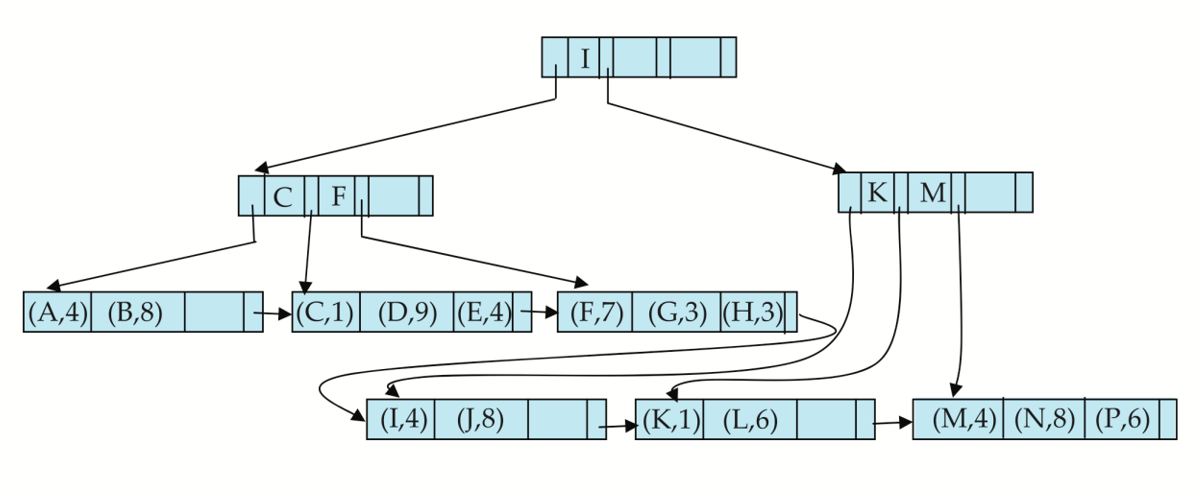 I
C F
K M
(A,4) (B,8)
(C,1) (D,9) (E,4)
(F,7) (G,3) (H,3)
(I,4) (J,8)
(K,1) (L,6)
(M,4) (N,8) (P,6)